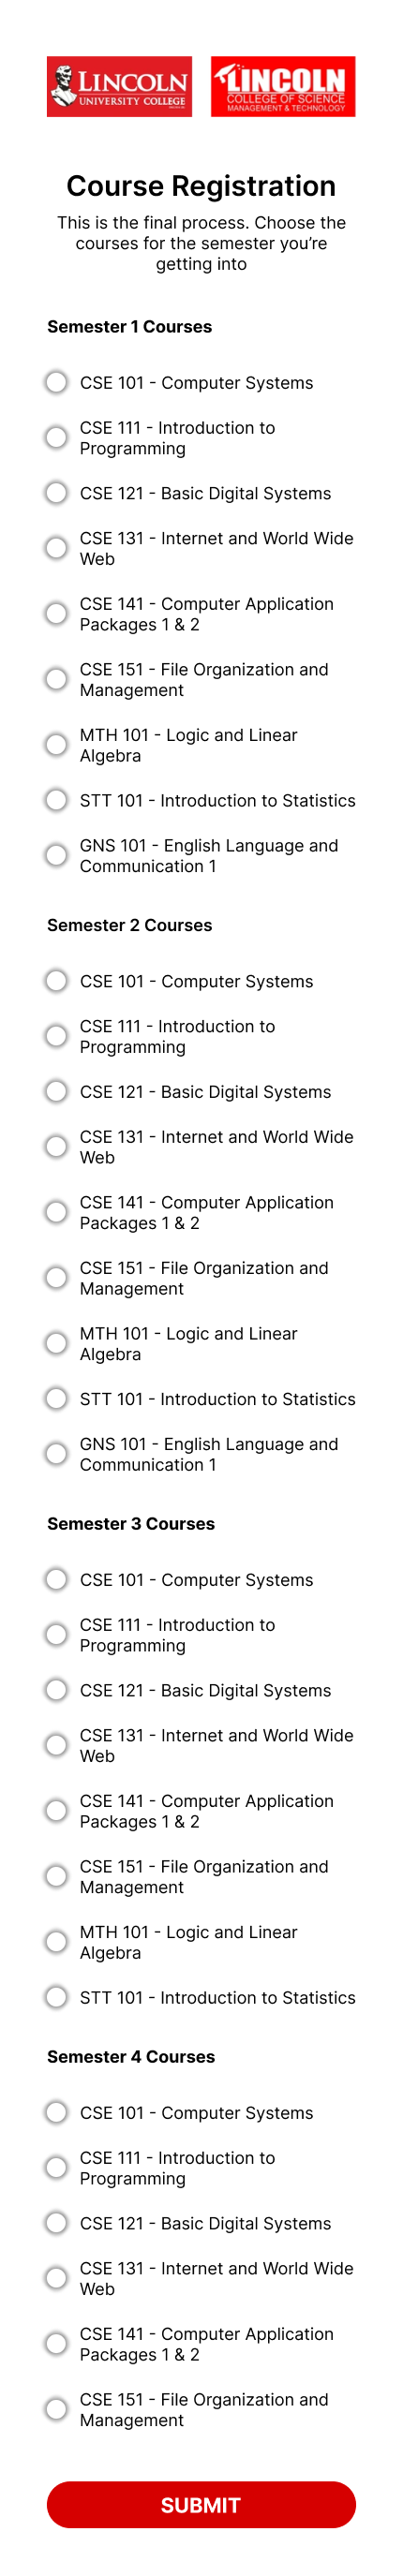 LINCOLN
UNIVERSITY COLLEGE
LINCOLN
COLLEGE OF SCIENCE
MANAGEMENT & TECHNOLOGY
Course Registration
This is the final process. Choose the
courses for the semester you’re
getting into
Semester 1 Courses
CSE 101 - Computer Systems
CSE 111 - Introduction to
Programming
CSE 121 - Basic Digital Systems
CSE 131 - Internet and World Wide
Web
CSE 141 - Computer Application
Packages 1 & 2
CSE 151 - File Organization and
Management
MTH 101 - Logic and Linear
Algebra
STT 101 - Introduction to Statistics
GNS 101 - English Language and
Communication 1
Semester 2 Courses
CSE 101 - Computer Systems
CSE 111 - Introduction to
Programming
CSE 121 - Basic Digital Systems
CSE 131 - Internet and World Wide
Web
CSE 141 - Computer Application
Packages 1 & 2
CSE 151 - File Organization and
Management
MTH 101 - Logic and Linear
Algebra
STT 101 - Introduction to Statistics
GNS 101 - English Language and
Communication 1
Semester 3 Courses
CSE 101 - Computer Systems
CSE 111 - Introduction to
Programming
CSE 121 - Basic Digital Systems
CSE 131 - Internet and World Wide
Web
CSE 141 - Computer Application
Packages 1 & 2
CSE 151 - File Organization and
Management
MTH 101 - Logic and Linear
Algebra
STT 101 - Introduction to Statistics
Semester 4 Courses
CSE 101 - Computer Systems
CSE 111 - Introduction to
Programming
CSE 121 - Basic Digital Systems
CSE 131 - Internet and World Wide
Web
CSE 141 - Computer Application
Packages 1 & 2
CSE 151 - File Organization and
Management
SUBMIT